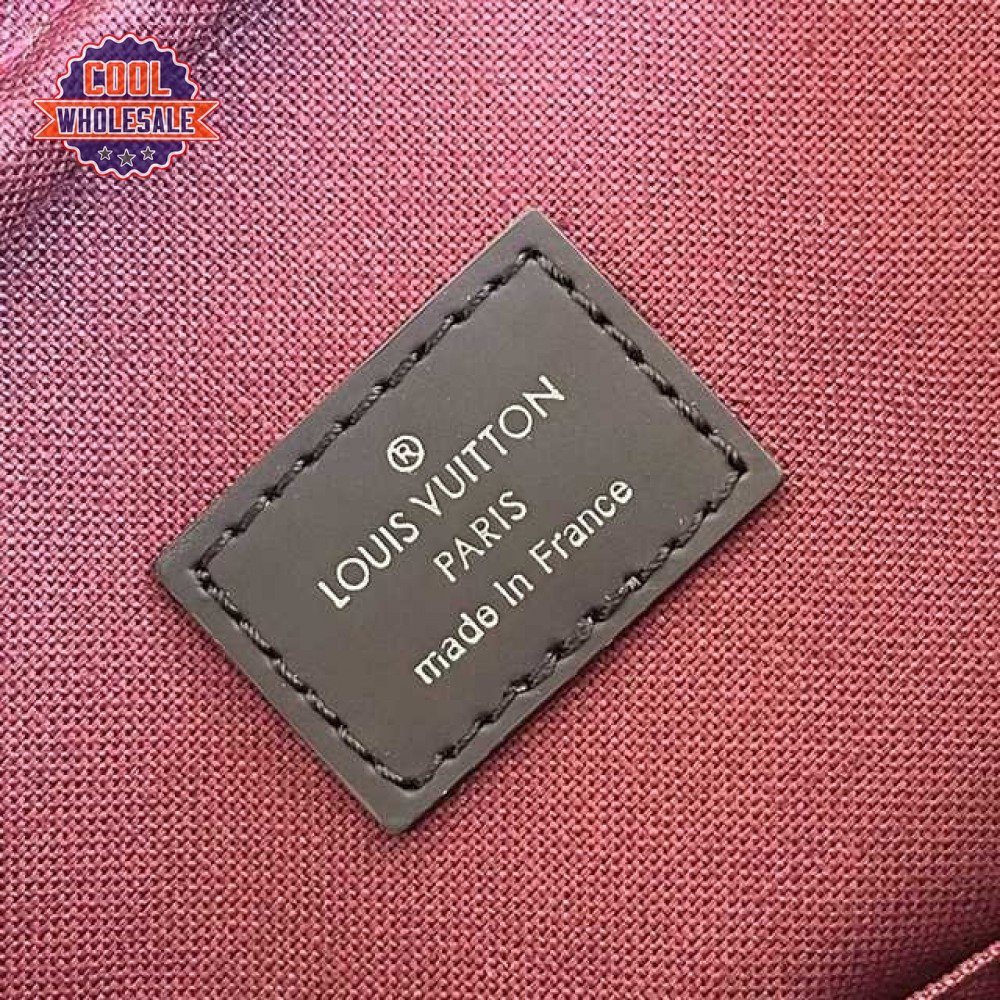 COOL
WHOLESALE
®
LOUIS VUITTON
PARIS
made In France